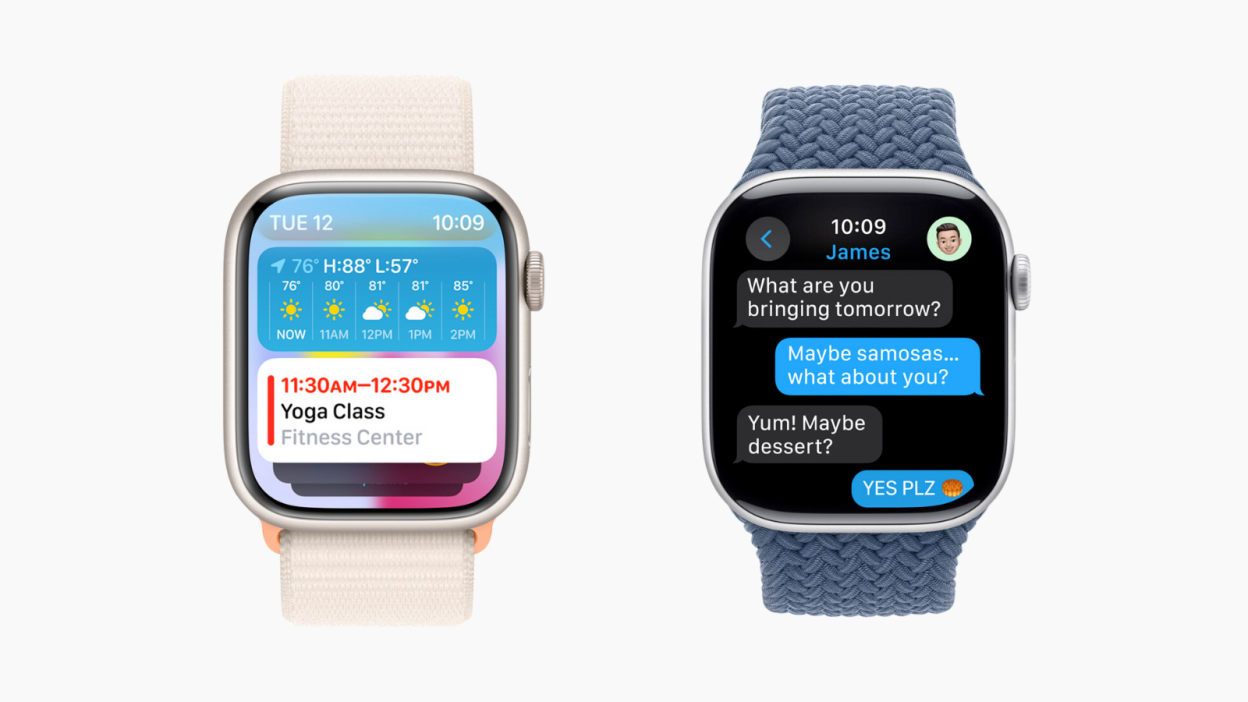 TUE 12 10:09
76° H:88° L:57°
76° 80° 81° 81° 85°
NOW 11AM 12PM 1PM 2PM
11:30AM–12:30PM
Yoga Class
Fitness Center
10:09
James
What are you
bringing tomorrow?
Maybe samosas...
what about you?
Yum! Maybe
dessert?
YES PLZ